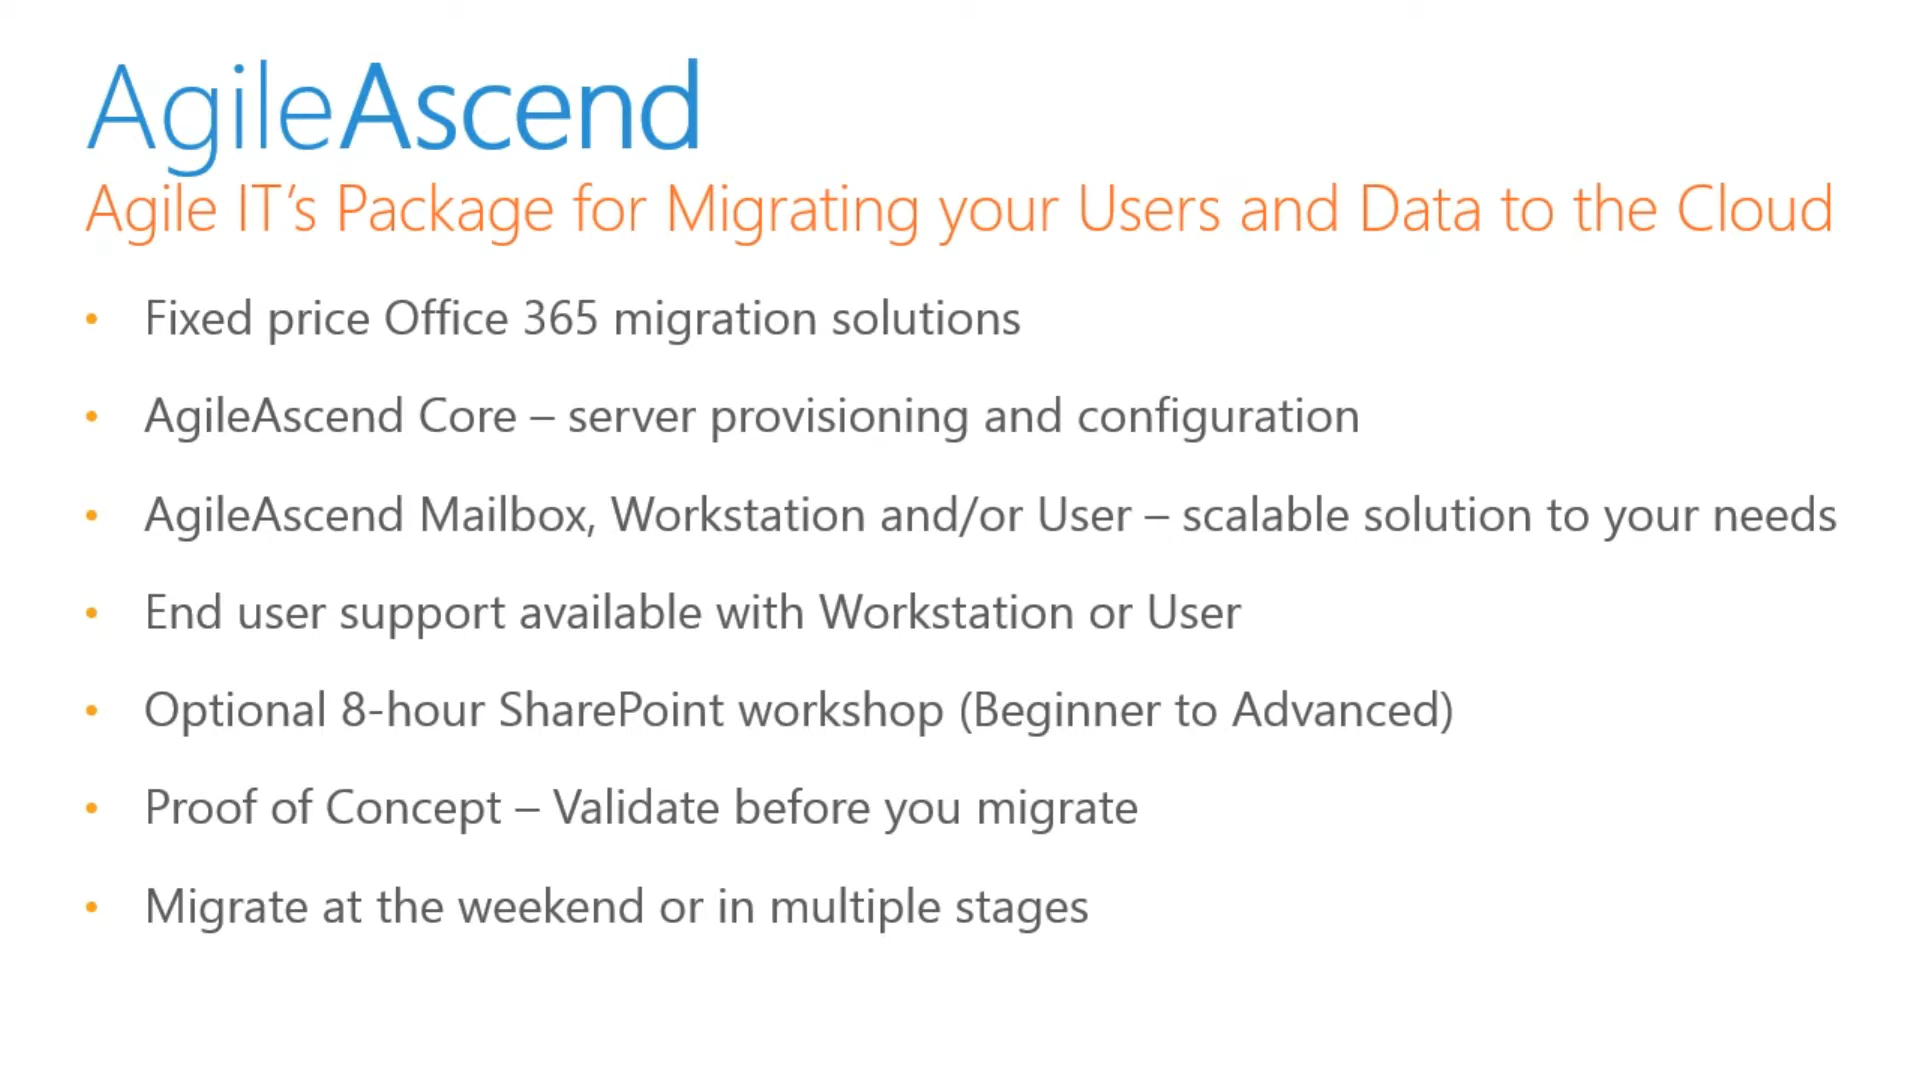 AgileAscend
Agile IT’s Package for Migrating your Users and Data to the Cloud
• Fixed price Office 365 migration solutions
• AgileAscend Core – server provisioning and configuration
• AgileAscend Mailbox, Workstation and/or User – scalable solution to your needs
• End user support available with Workstation or User
• Optional 8-hour SharePoint workshop (Beginner to Advanced)
• Proof of Concept – Validate before you migrate
• Migrate at the weekend or in multiple stages